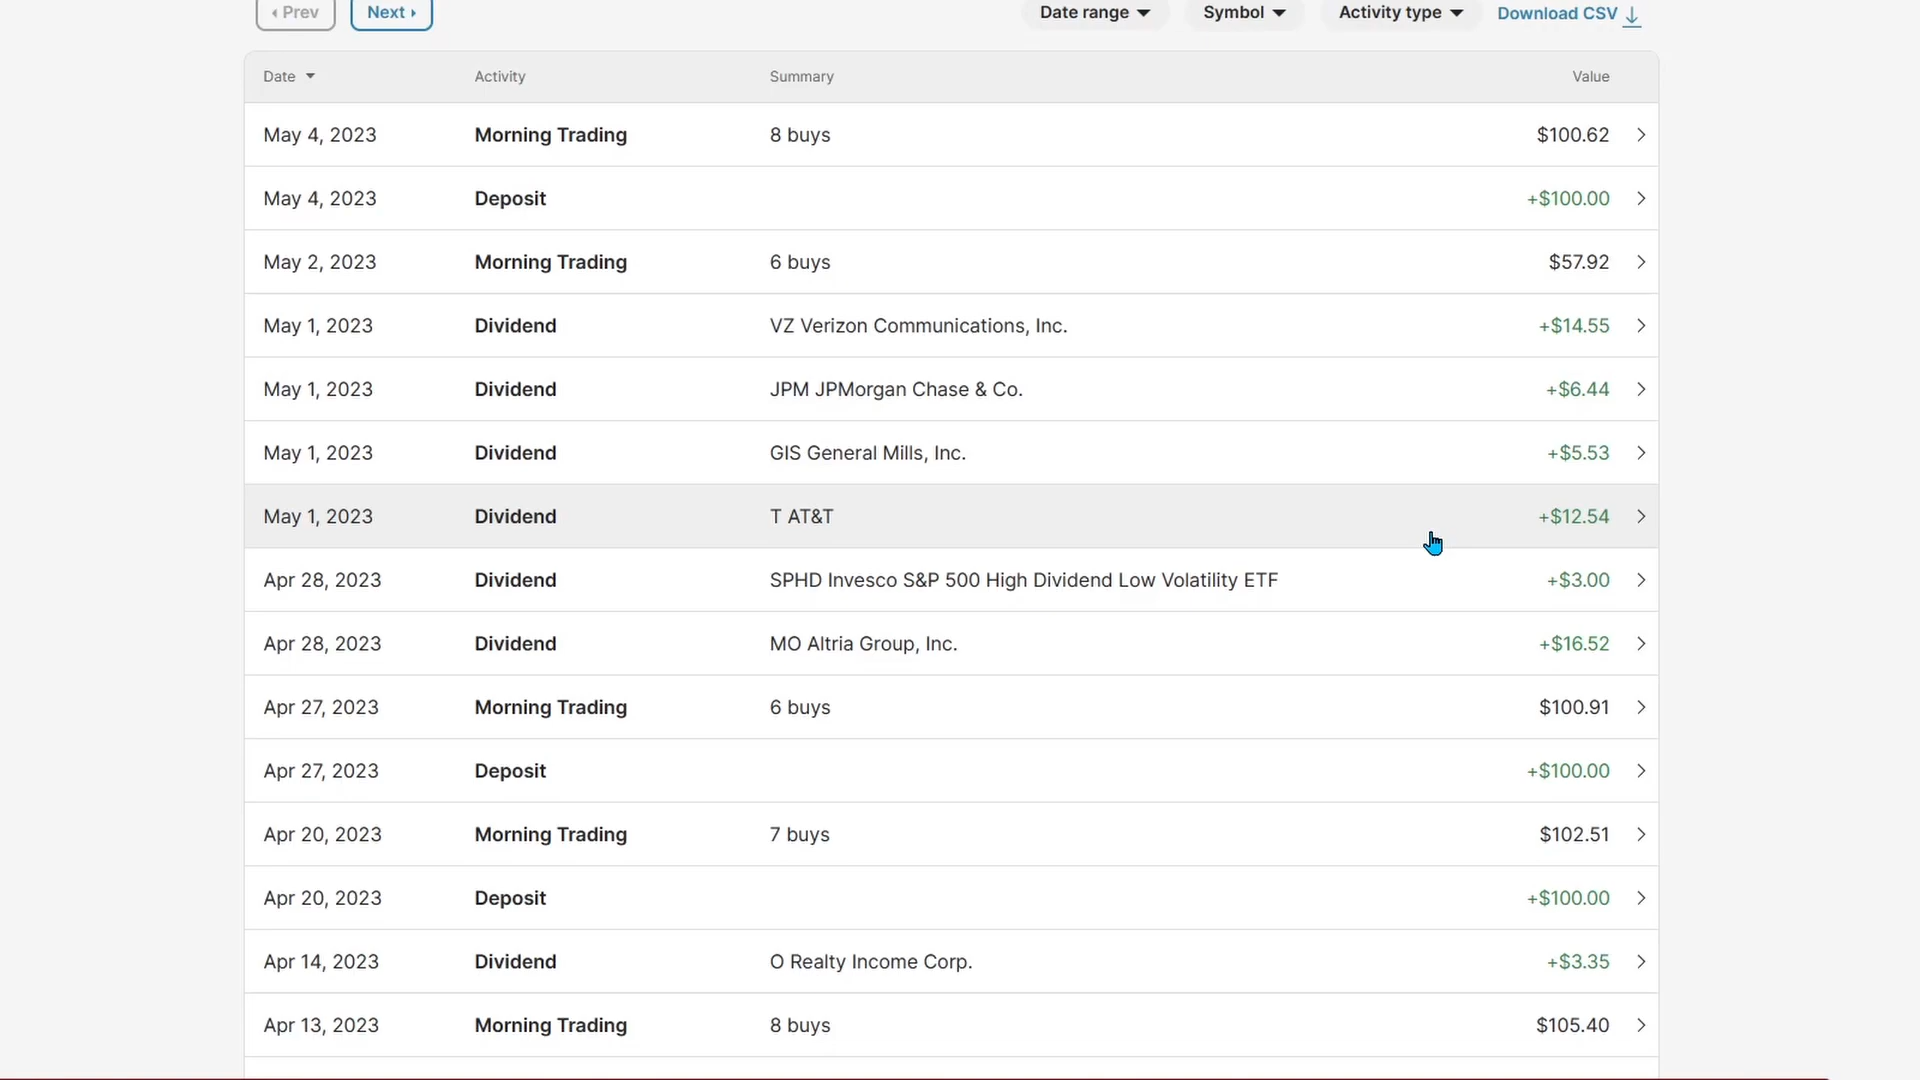 Prev Next Date range Symbol Activity type Download CSV
Date Activity Summary Value
May 4, 2023 Morning Trading 8 buys $100.62
May 4, 2023 Deposit +$100.00
May 2, 2023 Morning Trading 6 buys $57.92
May 1, 2023 Dividend VZ Verizon Communications, Inc. +$14.55
May 1, 2023 Dividend JPM JPMorgan Chase & Co. +$6.44
May 1, 2023 Dividend GIS General Mills, Inc. +$5.53
May 1, 2023 Dividend T AT&T +$12.54
Apr 28, 2023 Dividend SPHD Invesco S&P 500 High Dividend Low Volatility ETF +$3.00
Apr 28, 2023 Dividend MO Altria Group, Inc. +$16.52
Apr 27, 2023 Morning Trading 6 buys $100.91
Apr 27, 2023 Deposit +$100.00
Apr 20, 2023 Morning Trading 7 buys $102.51
Apr 20, 2023 Deposit +$100.00
Apr 14, 2023 Dividend O Realty Income Corp. +$3.35
Apr 13, 2023 Morning Trading 8 buys $105.40